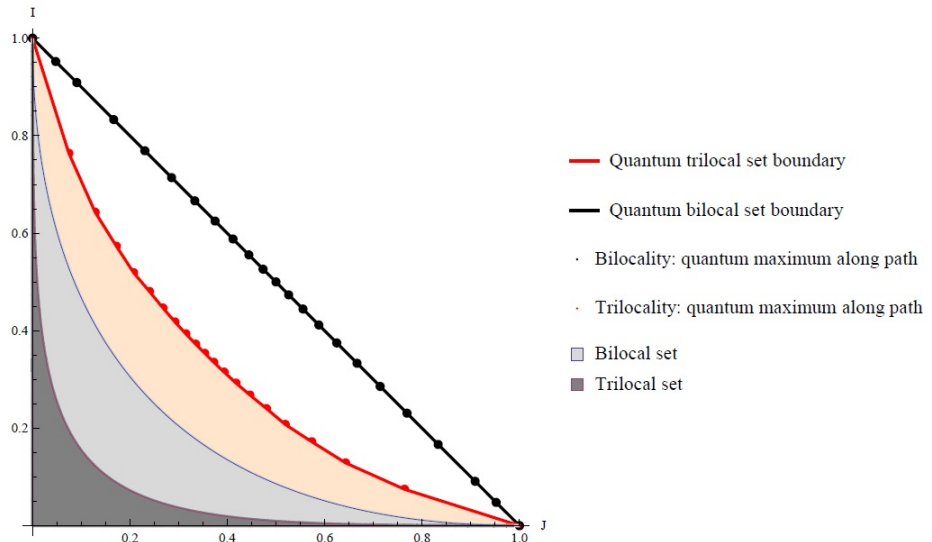 I
1.0
0.8
0.6
0.4
0.2
0.2
0.4
0.6
0.8
1.0
J
Quantum trilocal set boundary
Quantum bilocal set boundary
Bilocality: quantum maximum along path
Trilocality: quantum maximum along path
Bilocal set
Trilocal set